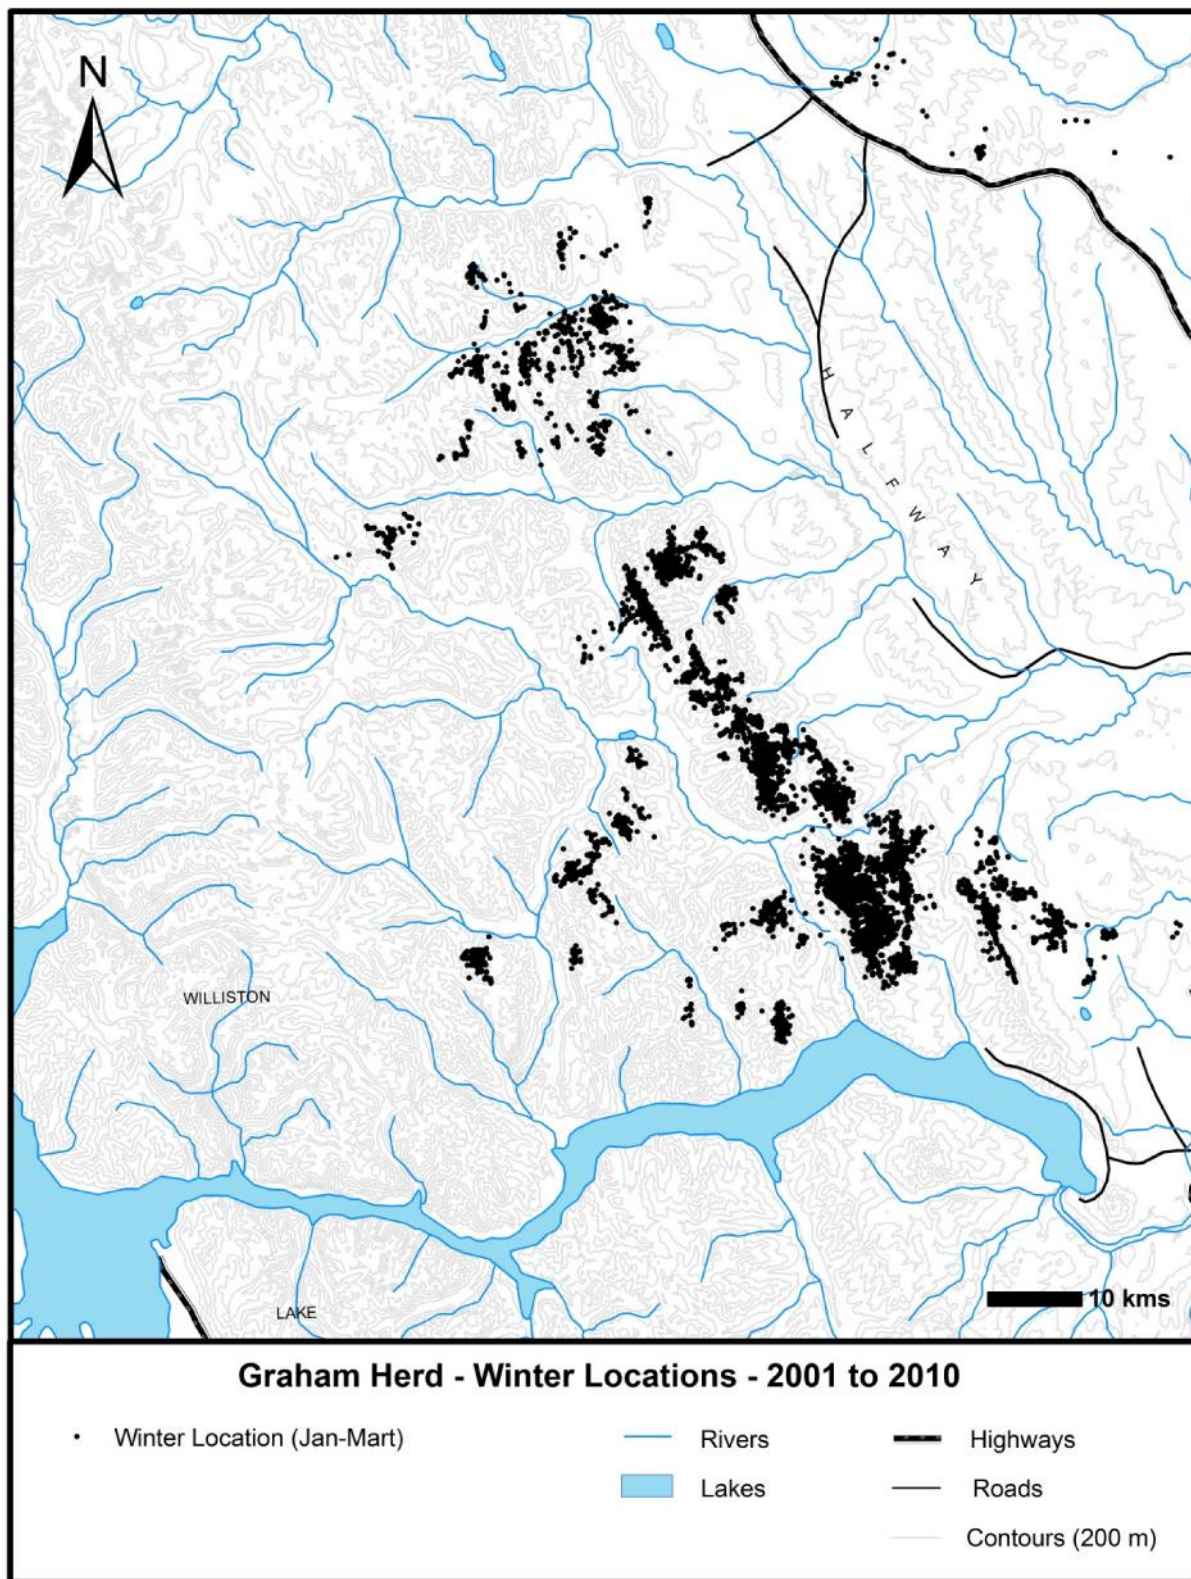 N
HALFWAY
WILLISTON
LAKE
10 kms
Graham Herd - Winter Locations - 2001 to 2010
Winter Location (Jan-Mart)
Rivers
Highways
Lakes
Roads
Contours (200 m)